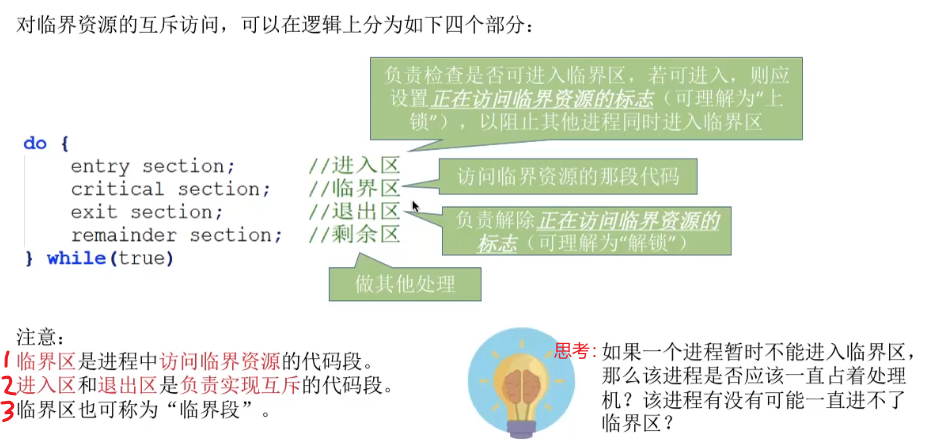 对临界资源的互斥访问，可以在逻辑上分为如下四个部分：
负责检查是否可进入临界区，若可进入，则应
设置正在访问临界资源的标志（可理解为“上
锁”），以阻止其他进程同时进入临界区
do {
entry section; //进入区
critical section; //临界区
exit section; //退出区
remainder section; //剩余区
} while(true)
访问临界资源的那段代码
负责解除正在访问临界资源的
标志（可理解为“解锁”）
做其他处理
注意：
1 临界区是进程中访问临界资源的代码段。
2 进入区和退出区是负责实现互斥的代码段。
3 临界区也可称为“临界段”。
思考：如果一个进程暂时不能进入临界区，
那么该进程是否应该一直占着处理
机？该进程有没有可能一直进不了
临界区？